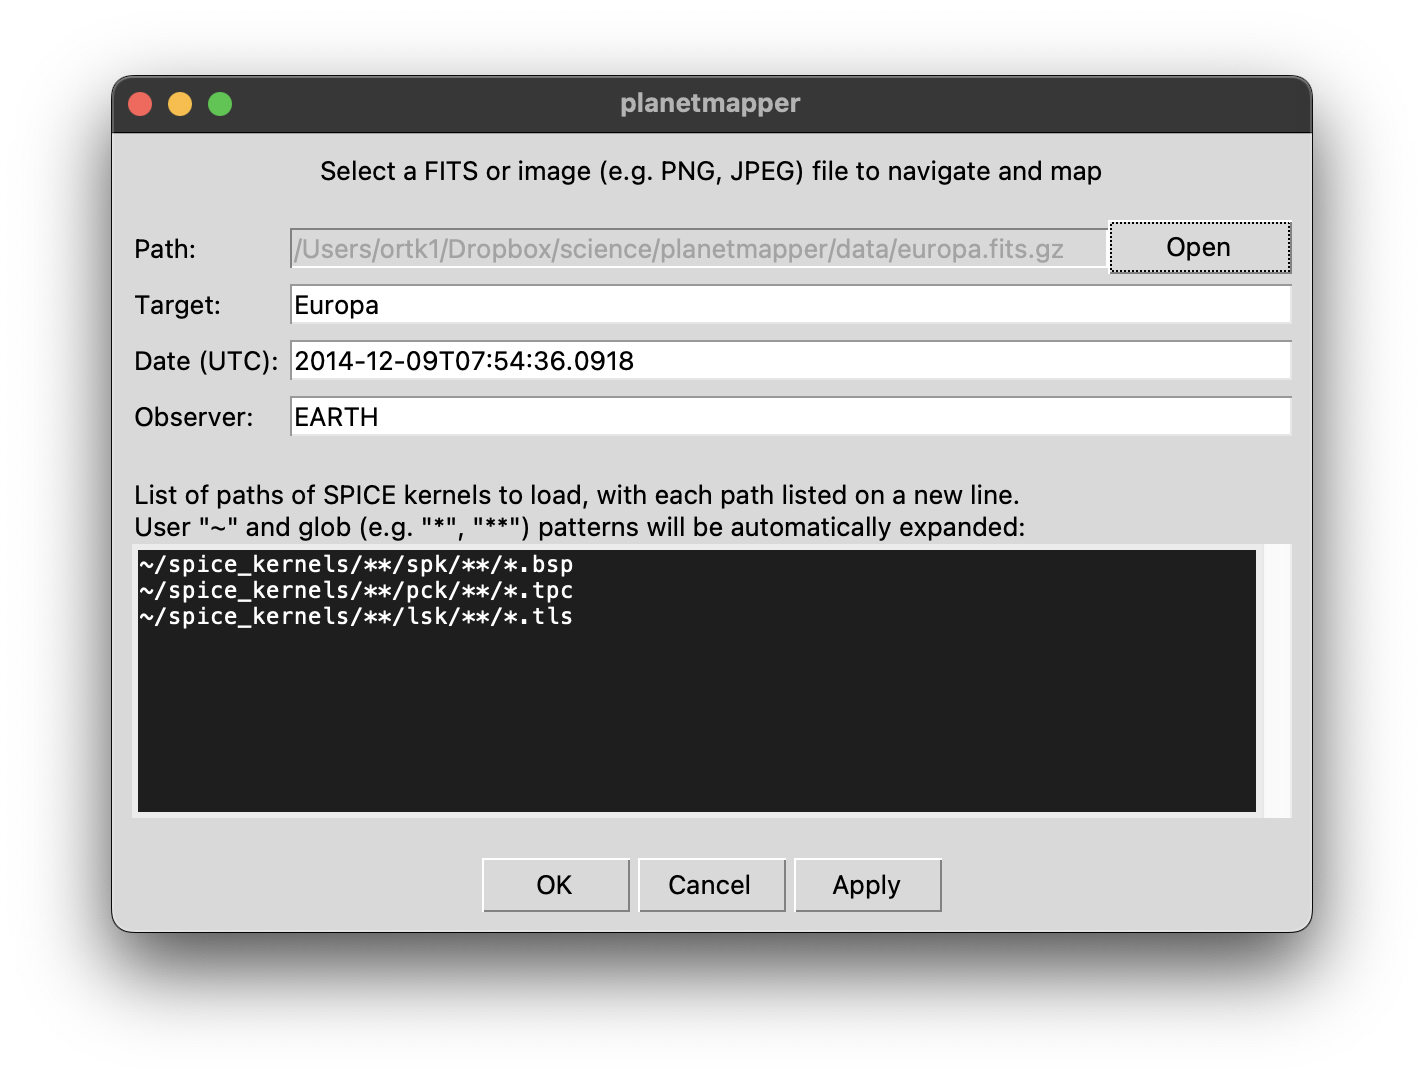 planetmapper
Select a FITS or image (e.g. PNG, JPEG) file to navigate and map
Path: /Users/ortk1/Dropbox/science/planetmapper/data/europa.fits.gz Open
Target: Europa
Date (UTC): 2014-12-09T07:54:36.0918
Observer: EARTH
List of paths of SPICE kernels to load, with each path listed on a new line.
User "~" and glob (e.g. "*", "**") patterns will be automatically expanded:
~/spice_kernels/**/spk/**/*.bsp
~/spice_kernels/**/pck/**/*.tpc
~/spice_kernels/**/lsk/**/*.tls
OK Cancel Apply